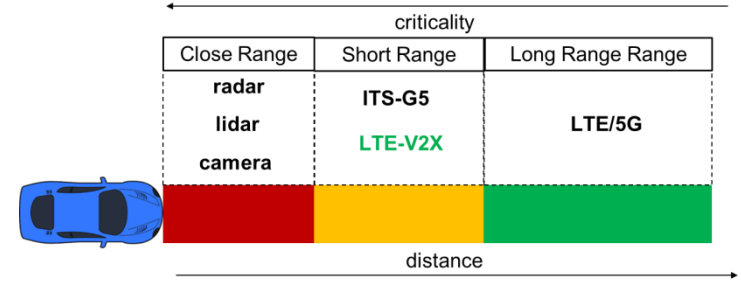 criticality
Close Range
Short Range
Long Range Range
radar
lidar
camera
ITS-G5
LTE-V2X
LTE/5G
distance